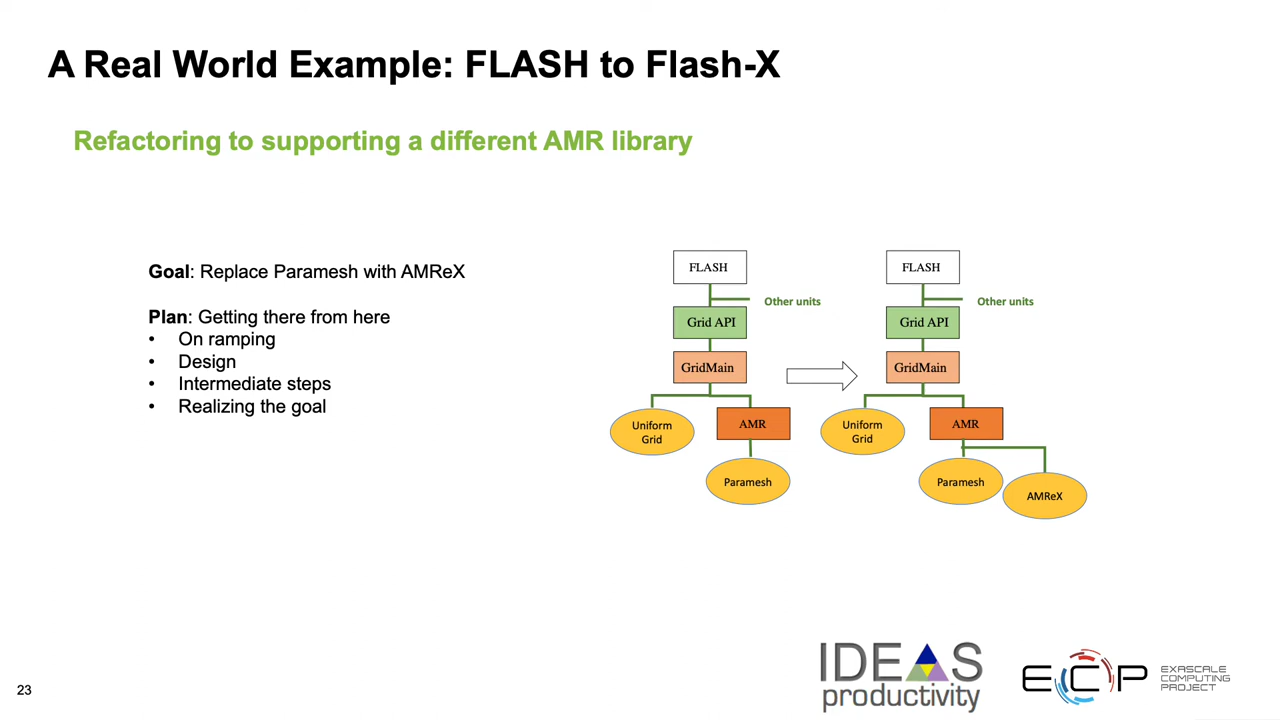 A Real World Example: FLASH to Flash-X
Refactoring to supporting a different AMR library
Goal: Replace Paramesh with AMReX
Plan: Getting there from here
• On ramping
• Design
• Intermediate steps
• Realizing the goal
FLASH
Other units
Grid API
GridMain
Uniform
Grid
AMR
Paramesh
FLASH
Other units
Grid API
GridMain
Uniform
Grid
AMR
Paramesh
AMReX
23
IDEAS
productivity
ECP
EXASCALE
COMPUTING
PROJECT